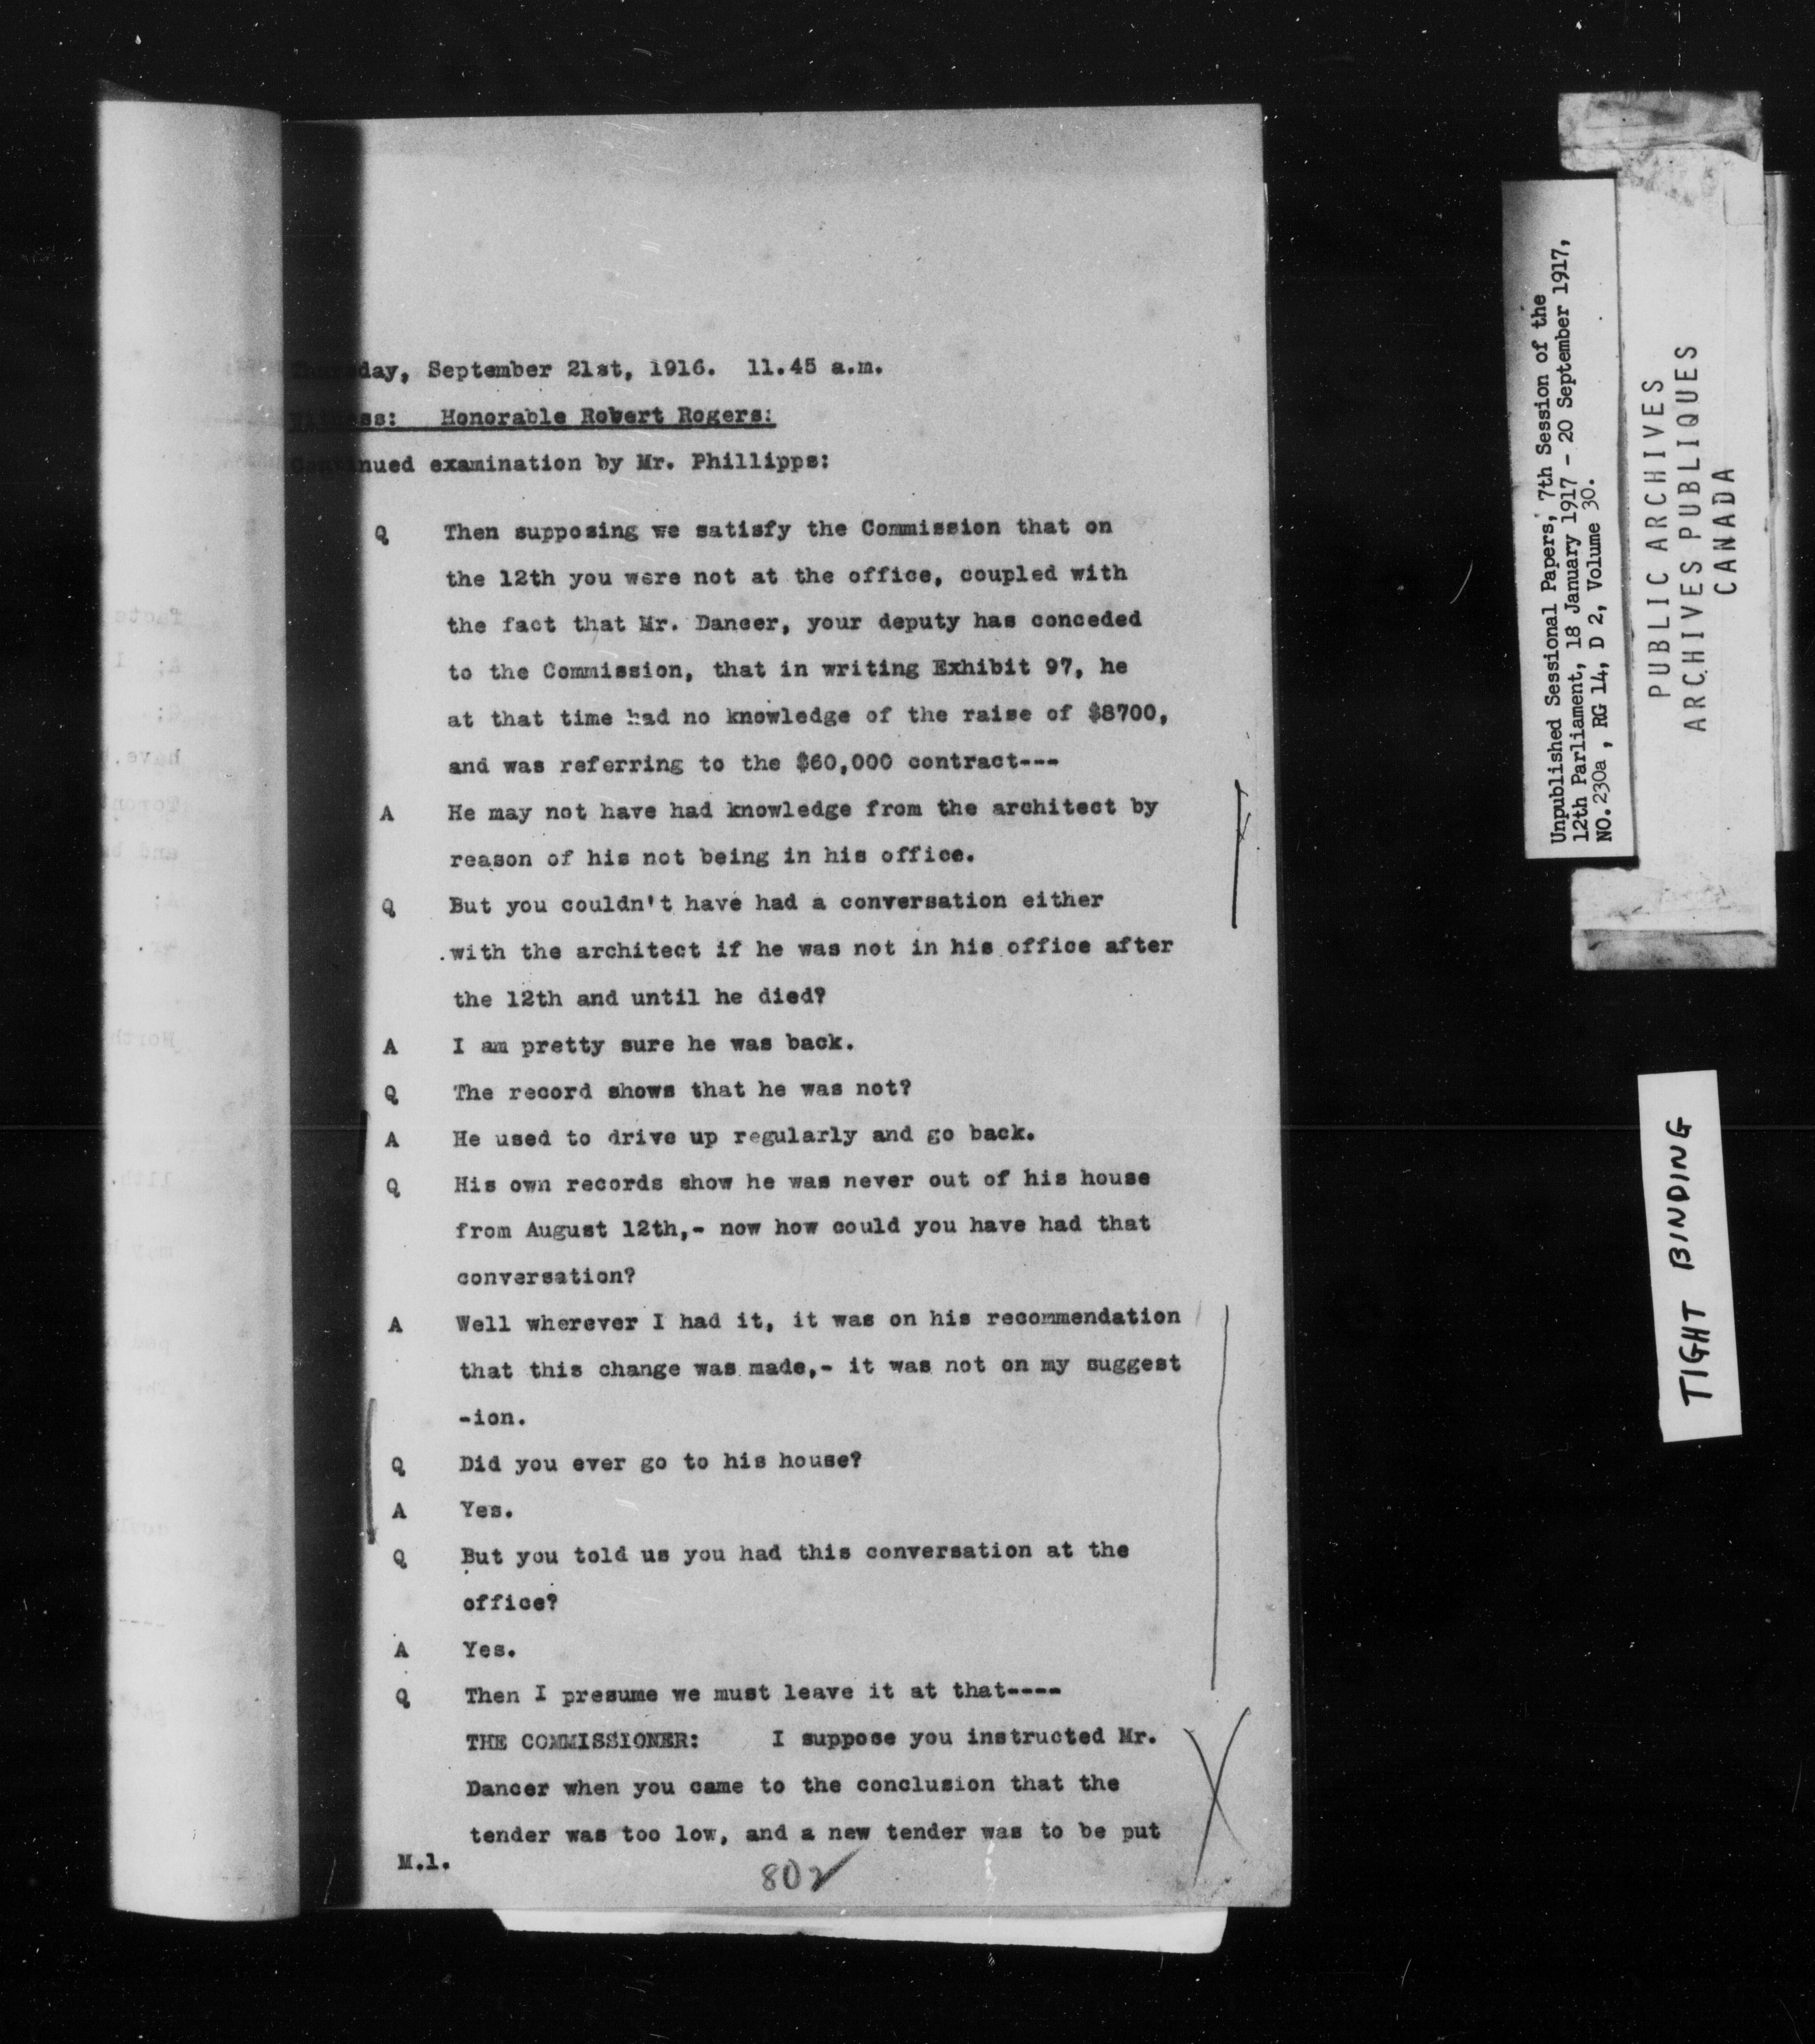 Thursday, September 21st, 1916. 11.45 a.m.
Witness: Honorable Robert Rogers:
Continued examination by Mr. Phillipps:
Q Then supposing we satisfy the Commission that on
the 12th you were not at the office, coupled with
the fact that Mr. Dancer, your deputy has conceded
to the Commission, that in writing Exhibit 97, he
at that time had no knowledge of the raise of $8700,
and was referring to the $60,000 contract---
A He may not have had knowledge from the architect by
reason of his not being in his office.
Q But you couldn't have had a conversation either
with the architect if he was not in his office after
the 12th and until he died?
A I am pretty sure he was back.
Q The record shows that he was not?
A He used to drive up regularly and go back.
Q His own records show he was never out of his house
from August 12th,- now how could you have had that
conversation?
A Well wherever I had it, it was on his recommendation
that this change was made,- it was not on my suggest
-ion.
Q Did you ever go to his house?
A Yes.
Q But you told us you had this conversation at the
office?
A Yes.
Q Then I presume we must leave it at that----
THE COMMISSIONER: I suppose you instructed Mr.
Dancer when you came to the conclusion that the
tender was too low, and a new tender was to be put
M.1.
802
Unpublished Sessional Papers, 7th Session of the
12th Parliament, 18 January 1917 - 20 September 1917,
NO. 230a , RG 14, D 2, Volume 30.
PUBLIC ARCHIVES
ARCHIVES PUBLIQUES
CANADA
TIGHT BINDING